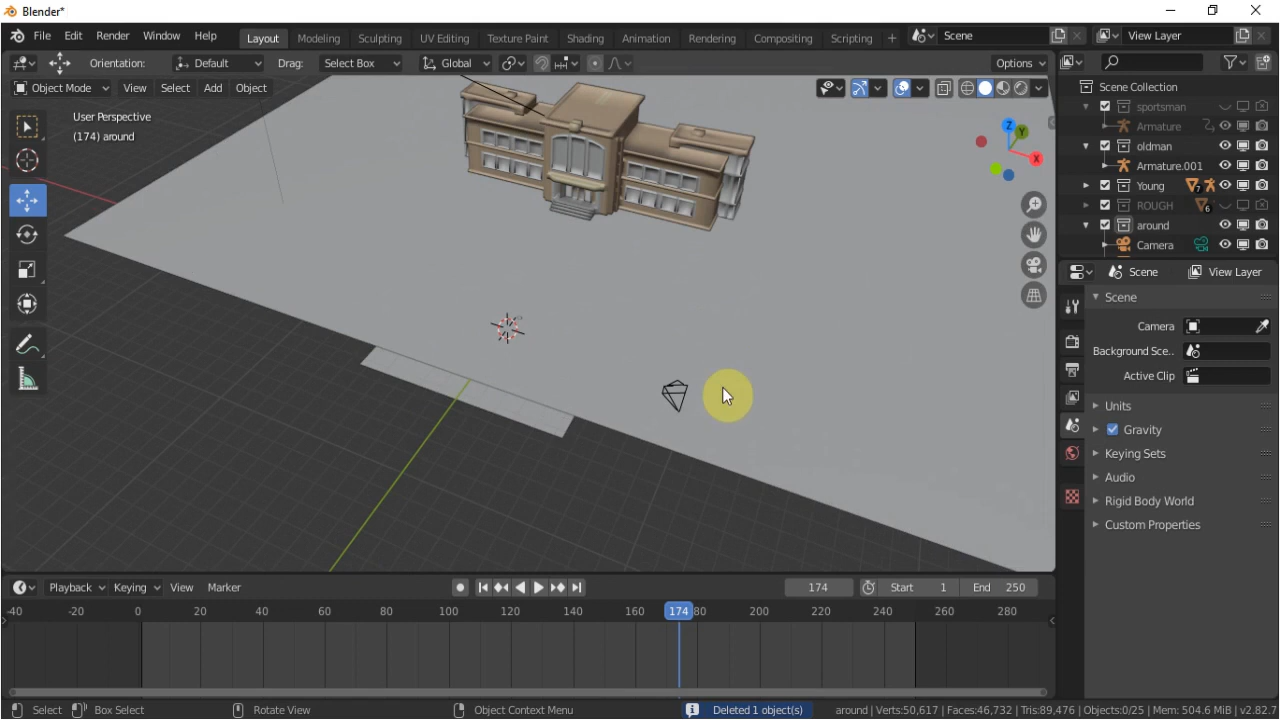 Blender*
File Edit Render Window Help Layout Modeling Sculpting UV Editing Texture Paint Shading Animation Rendering Compositing Scripting + Scene View Layer
Orientation: Default Drag: Select Box Global Options
Object Mode View Select Add Object
User Perspective
(174) around
Z
Y
X
Scene Collection
sportsman
Armature
oldman
Armature.001
Young 7
ROUGH 6
around
Camera
Scene View Layer
Scene
Camera
Background Sce..
Active Clip
Units
Gravity
Keying Sets
Audio
Rigid Body World
Custom Properties
Playback Keying View Marker 174 Start 1 End 250
-40 -20 0 20 40 60 80 100 120 140 160 174 80 200 220 240 260 280
Select Box Select Rotate View Object Context Menu Deleted 1 object(s) around | Verts:50,617 | Faces:46,732 | Tris:89,476 | Objects:0/25 | Mem: 504.6 MiB | v2.82.7